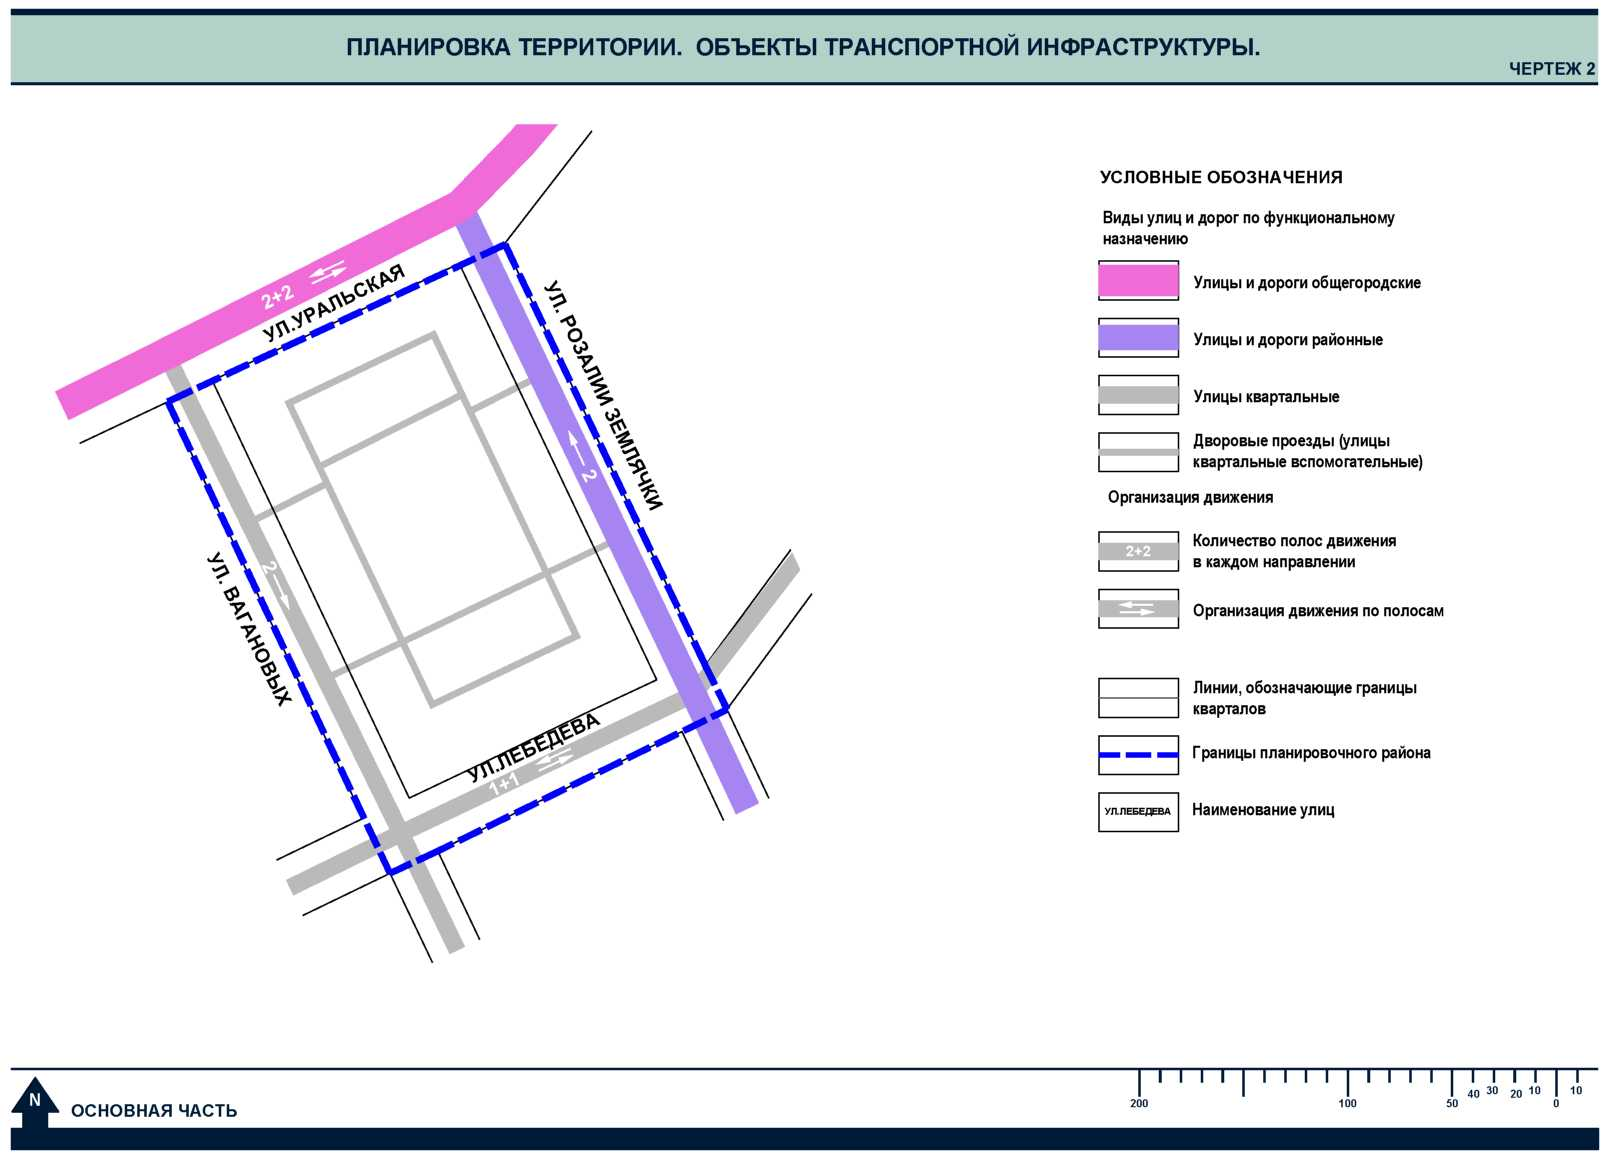 ПЛАНИРОВКА ТЕРРИТОРИИ.  ОБЪЕКТЫ ТРАНСПОРТНОЙ ИНФРАСТРУКТУРЫ.
ЧЕРТЕЖ 2
2+2
УЛ.УРАЛЬСКАЯ
УЛ. РОЗАЛИИ ЗЕМЛЯЧКИ
2
2
УЛ. ВАГАНОВЫХ
УЛ.ЛЕБЕДЕВА
1+1
УСЛОВНЫЕ ОБОЗНАЧЕНИЯ
Виды улиц и дорог по функциональному
назначению
Улицы и дороги общегородские
Улицы и дороги районные
Улицы квартальные
Дворовые проезды (улицы
квартальные вспомогательные)
Организация движения
2+2
Количество полос движения
в каждом направлении
Организация движения по полосам
Линии, обозначающие границы
кварталов
Границы планировочного района
УЛ.ЛЕБЕДЕВА
Наименование улиц
N
ОСНОВНАЯ ЧАСТЬ
200 100 50 40 30 20 10 0 10